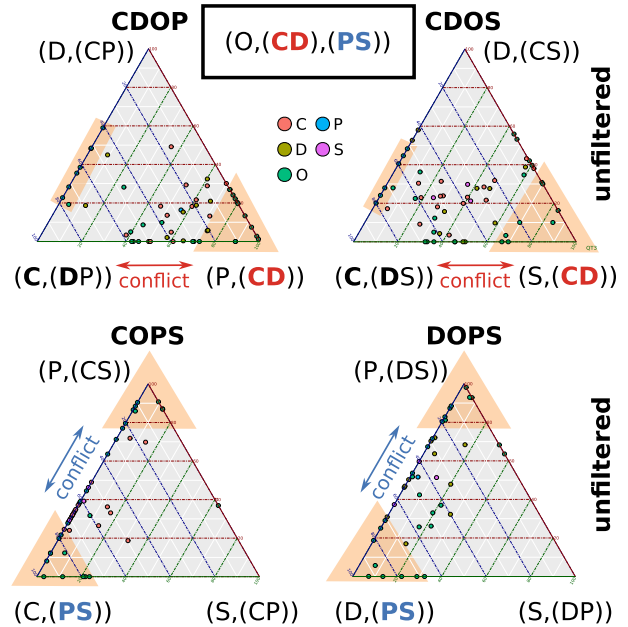 CDOP
CDOS
(O,(CD),(PS))
(D,(CP))
(D,(CS))
C P
D S
O
unfiltered
(C,(DP))
conflict
(P,(CD))
(C,(DS))
conflict
(S,(CD))
COPS
DOPS
(P,(CS))
(P,(DS))
conflict
conflict
unfiltered
(C,(PS))
(S,(CP))
(D,(PS))
(S,(DP))